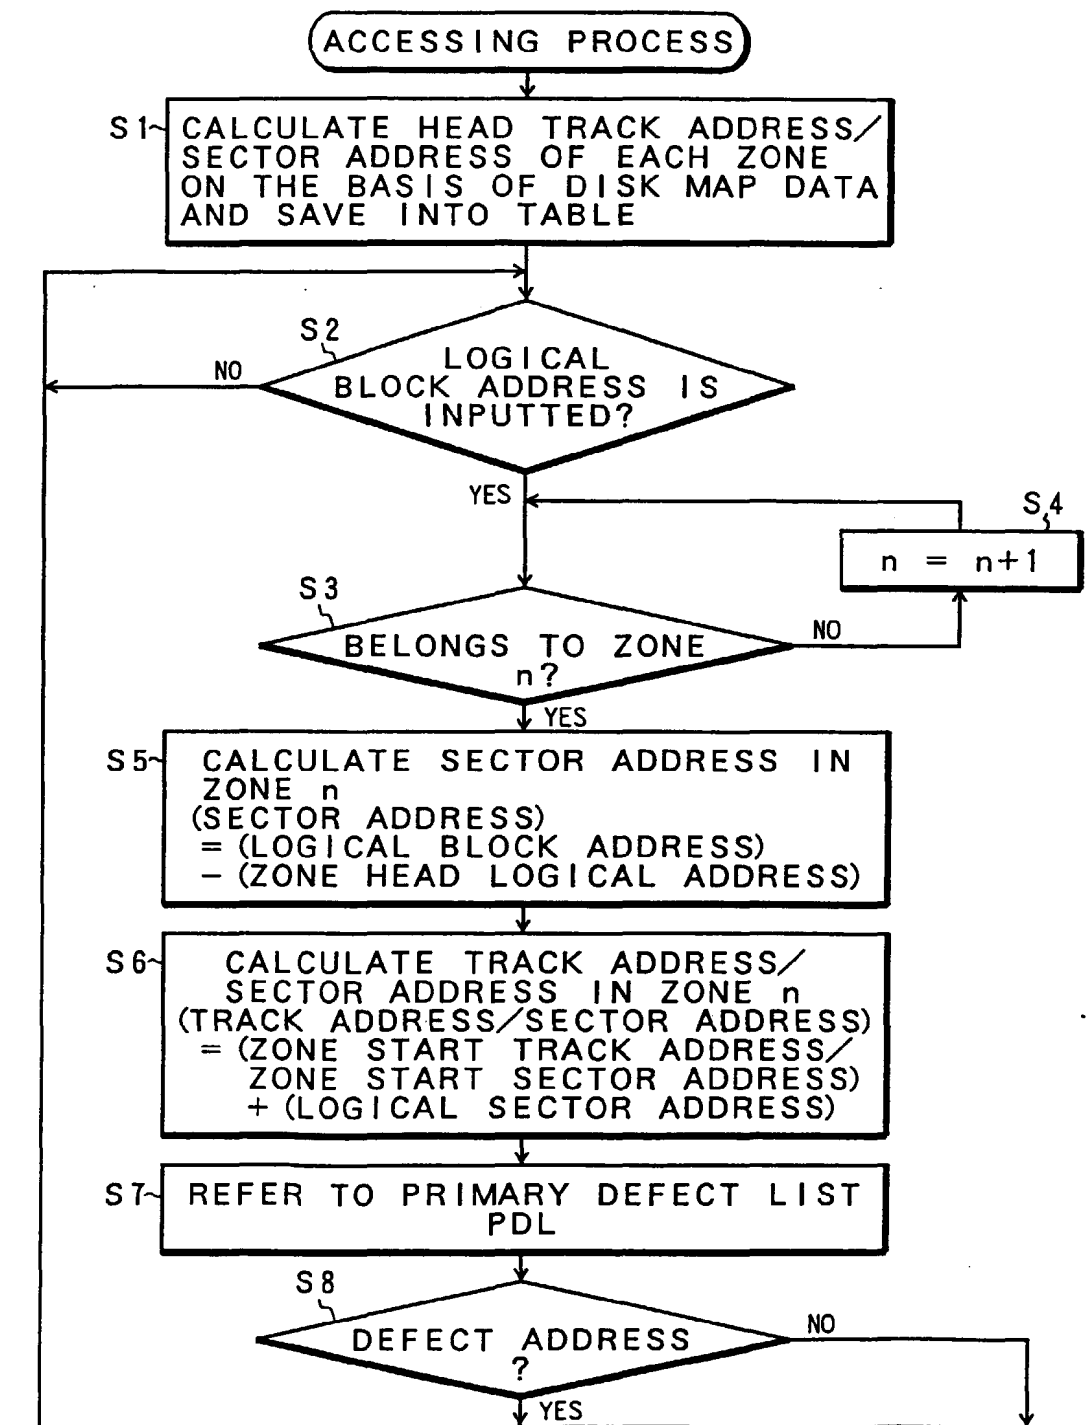 ACCESSING PROCESS
S1
CALCULATE HEAD TRACK ADDRESS/
SECTOR ADDRESS OF EACH ZONE
ON THE BASIS OF DISK MAP DATA
AND SAVE INTO TABLE
S2
NO
LOGICAL
BLOCK ADDRESS IS
INPUTTED?
YES
S4
n = n+1
S3
NO
BELONGS TO ZONE
n?
YES
S5
CALCULATE SECTOR ADDRESS IN
ZONE n
(SECTOR ADDRESS)
= (LOGICAL BLOCK ADDRESS)
- (ZONE HEAD LOGICAL ADDRESS)
S6
CALCULATE TRACK ADDRESS/
SECTOR ADDRESS IN ZONE n
(TRACK ADDRESS/SECTOR ADDRESS)
= (ZONE START TRACK ADDRESS/
ZONE START SECTOR ADDRESS)
+ (LOGICAL SECTOR ADDRESS)
S7
REFER TO PRIMARY DEFECT LIST
PDL
S8
NO
DEFECT ADDRESS
?
YES